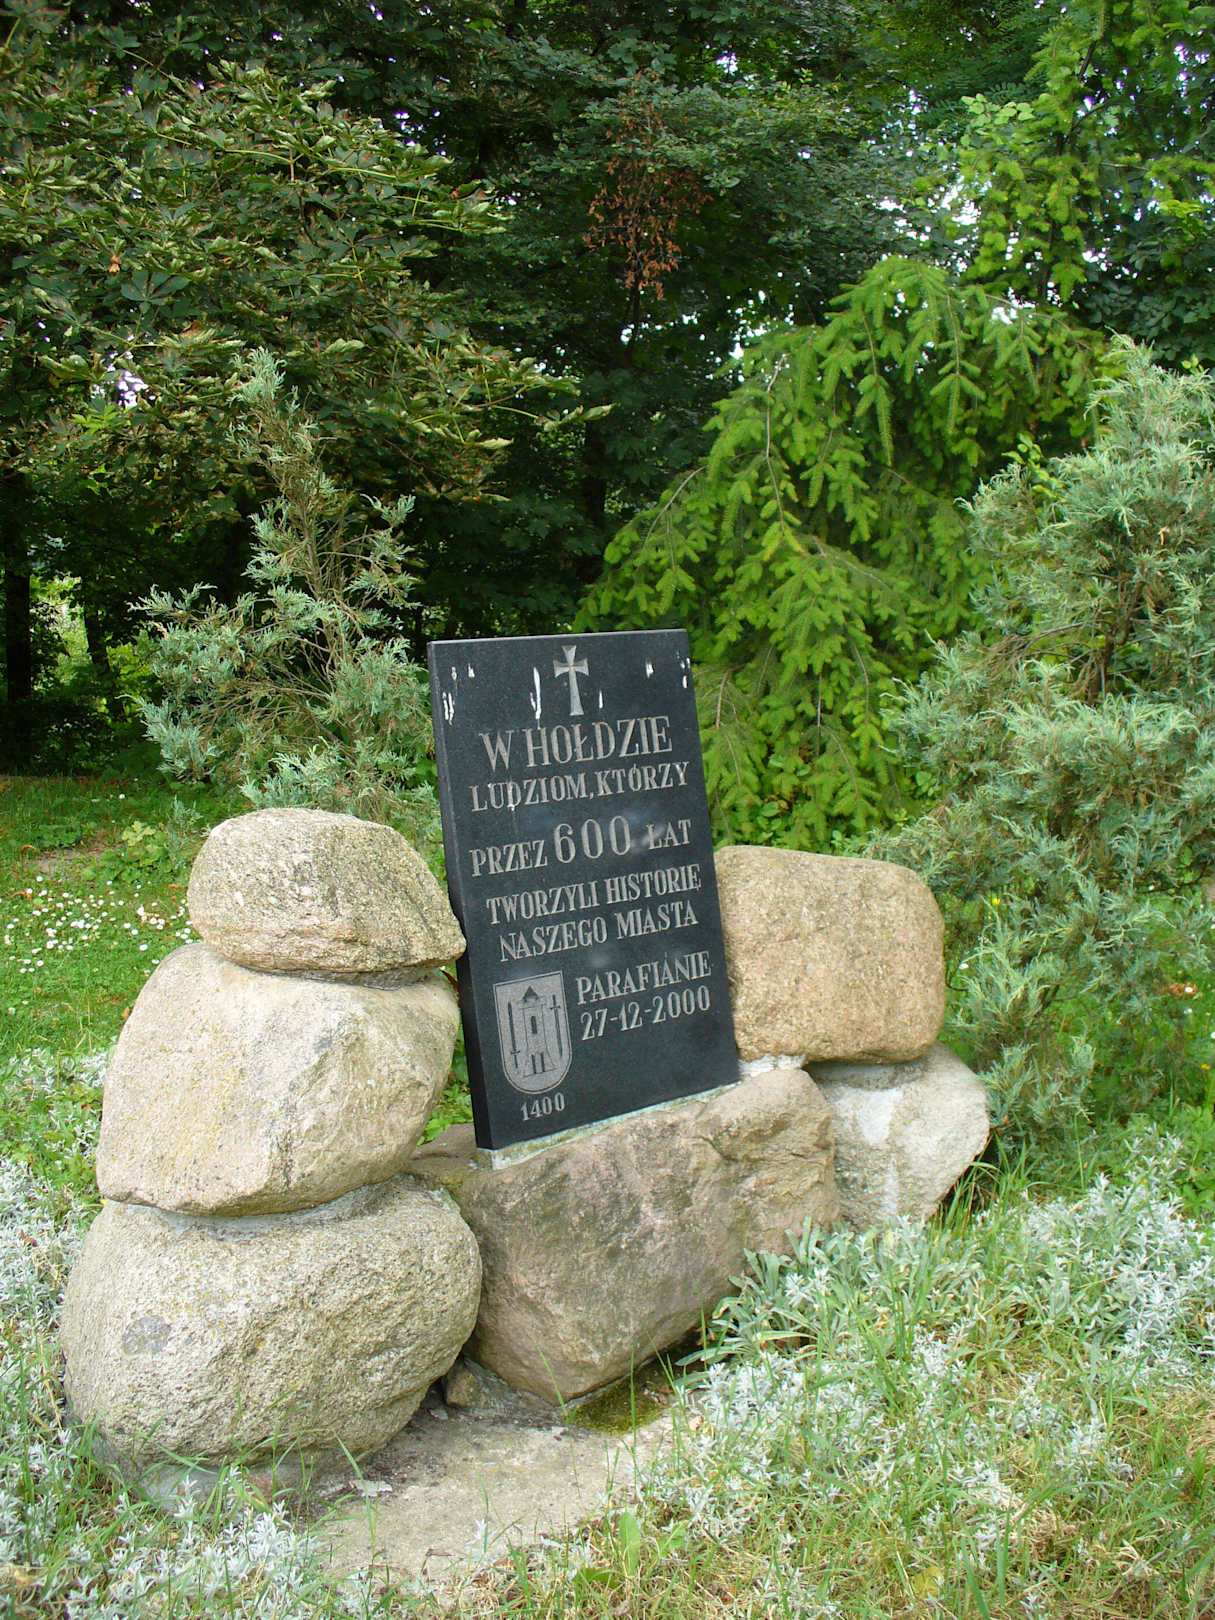 W HOŁDZIE
LUDZIOM, KTÓRZY
PRZEZ 600 LAT
TWORZYLI HISTORIĘ
NASZEGO MIASTA
PARAFIANIE
27-12-2000
1400